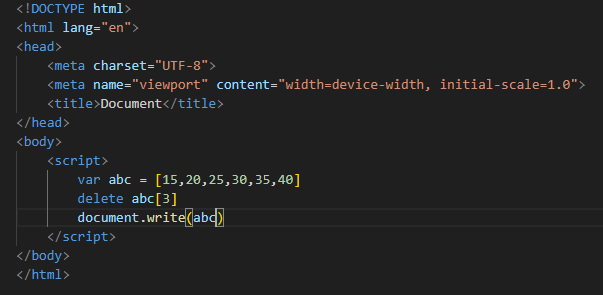 <!DOCTYPE html>
<html lang="en">
<head>
    <meta charset="UTF-8">
    <meta name="viewport" content="width=device-width, initial-scale=1.0">
    <title>Document</title>
</head>
<body>
    <script>
        var abc = [15,20,25,30,35,40]
        delete abc[3]
        document.write(abc)
    </script>
</body>
</html>